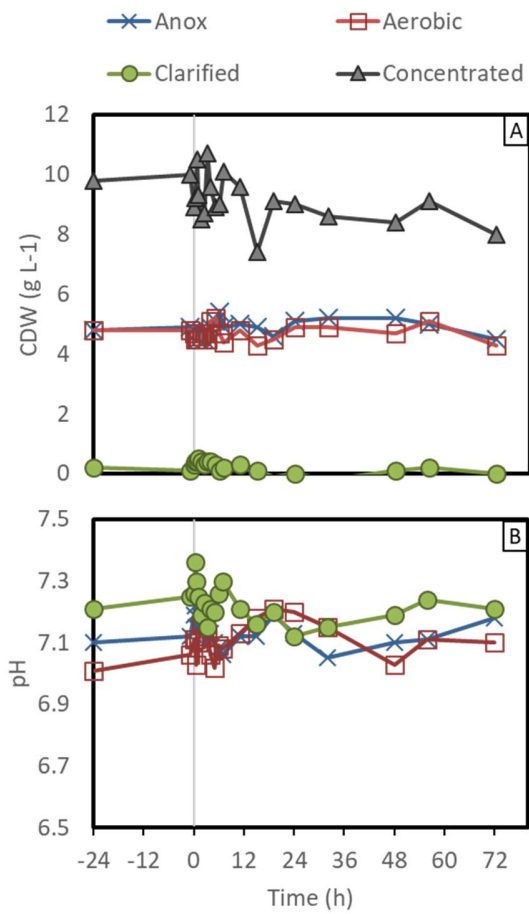 Anox Aerobic
Clarified Concentrated
A
12
10
8
6
4
2
0
CDW (g L-1)
B
7.5
7.3
7.1
6.9
6.7
6.5
pH
-24 -12 0 12 24 36 48 60 72
Time (h)